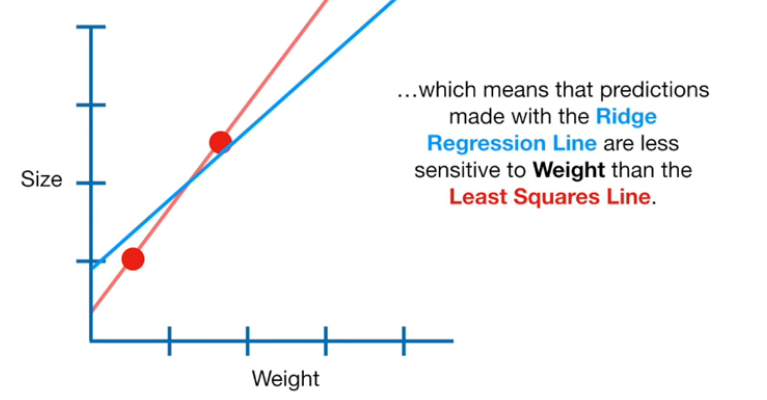 …which means that predictions
made with the Ridge
Regression Line are less
sensitive to Weight than the
Least Squares Line.
Size
Weight